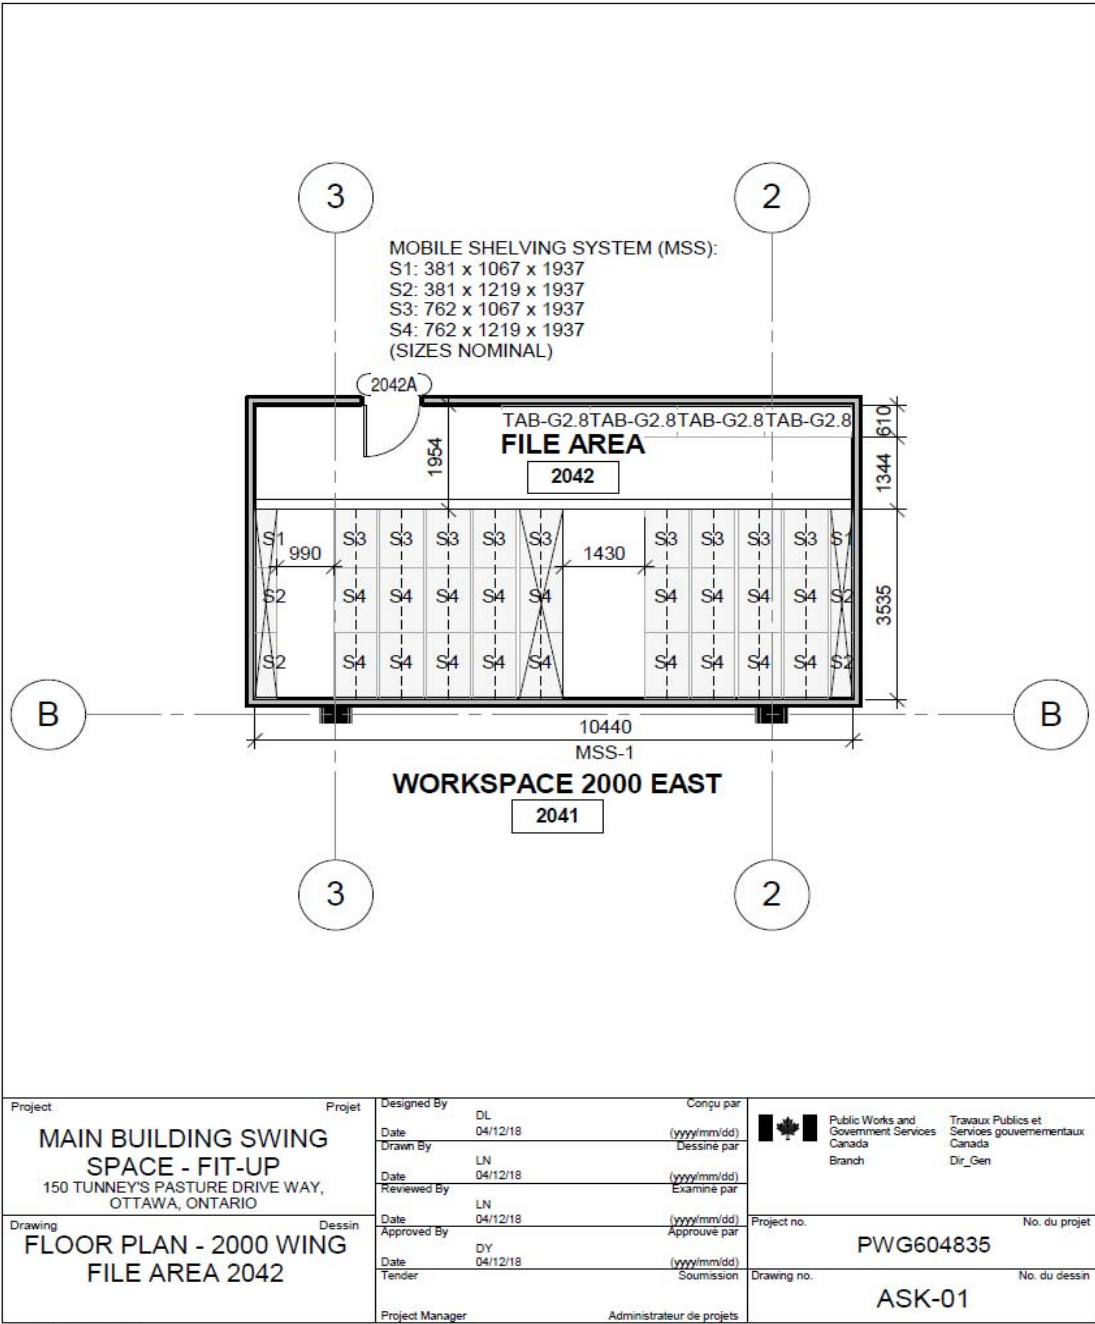 3
2
MOBILE SHELVING SYSTEM (MSS):
S1: 381 x 1067 x 1937
S2: 381 x 1219 x 1937
S3: 762 x 1067 x 1937
S4: 762 x 1219 x 1937
(SIZES NOMINAL)
2042A
TAB-G2.8 TAB-G2.8 TAB-G2.8 TAB-G2.8
610
FILE AREA
2042
1954
1344
S1 S3 S3 S3 S3 S3 S3 S3 S3 S3 S1
990 1430
S2 S4 S4 S4 S4 S4 S4 S4 S4 S4 S2
3535
S2 S4 S4 S4 S4 S4 S4 S4 S4 S4 S2
B B
10440
MSS-1
WORKSPACE 2000 EAST
2041
3
2
Project Projet
MAIN BUILDING SWING
SPACE - FIT-UP
150 TUNNEY'S PASTURE DRIVE WAY,
OTTAWA, ONTARIO
Drawing Dessin
FLOOR PLAN - 2000 WING
FILE AREA 2042
Designed By Conçu par
DL
Date 04/12/18 (yyyy/mm/dd)
Drawn By Dessiné par
LN
Date 04/12/18 (yyyy/mm/dd)
Reviewed By Examiné par
LN
Date 04/12/18 (yyyy/mm/dd)
Approved By Approuvé par
DY
Date 04/12/18 (yyyy/mm/dd)
Tender Soumission
Project Manager Administrateur de projets
Public Works and
Government Services
Canada
Branch
Travaux Publics et
Services gouvernementaux
Canada
Dir_Gen
Project no. No. du projet
PWG604835
Drawing no. No. du dessin
ASK-01